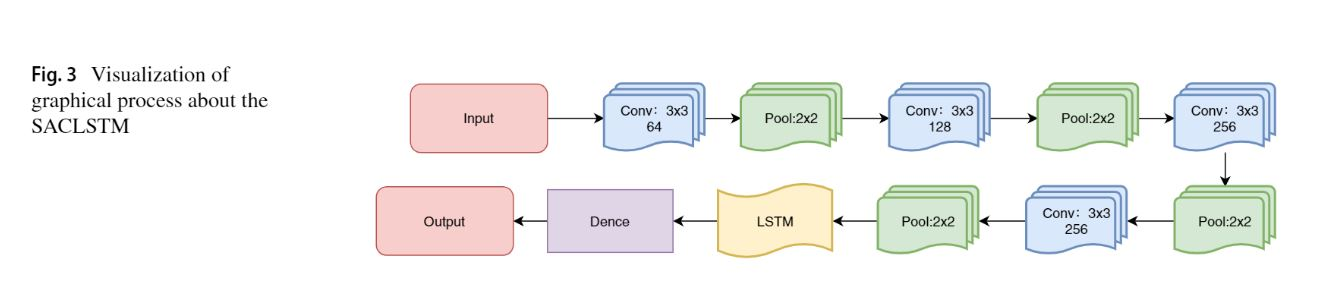 Fig. 3 Visualization of
graphical process about the
SACLSTM
Input
Conv: 3x3
64
Pool:2x2
Conv: 3x3
128
Pool:2x2
Conv: 3x3
256
Pool:2x2
Conv: 3x3
256
Pool:2x2
LSTM
Dence
Output